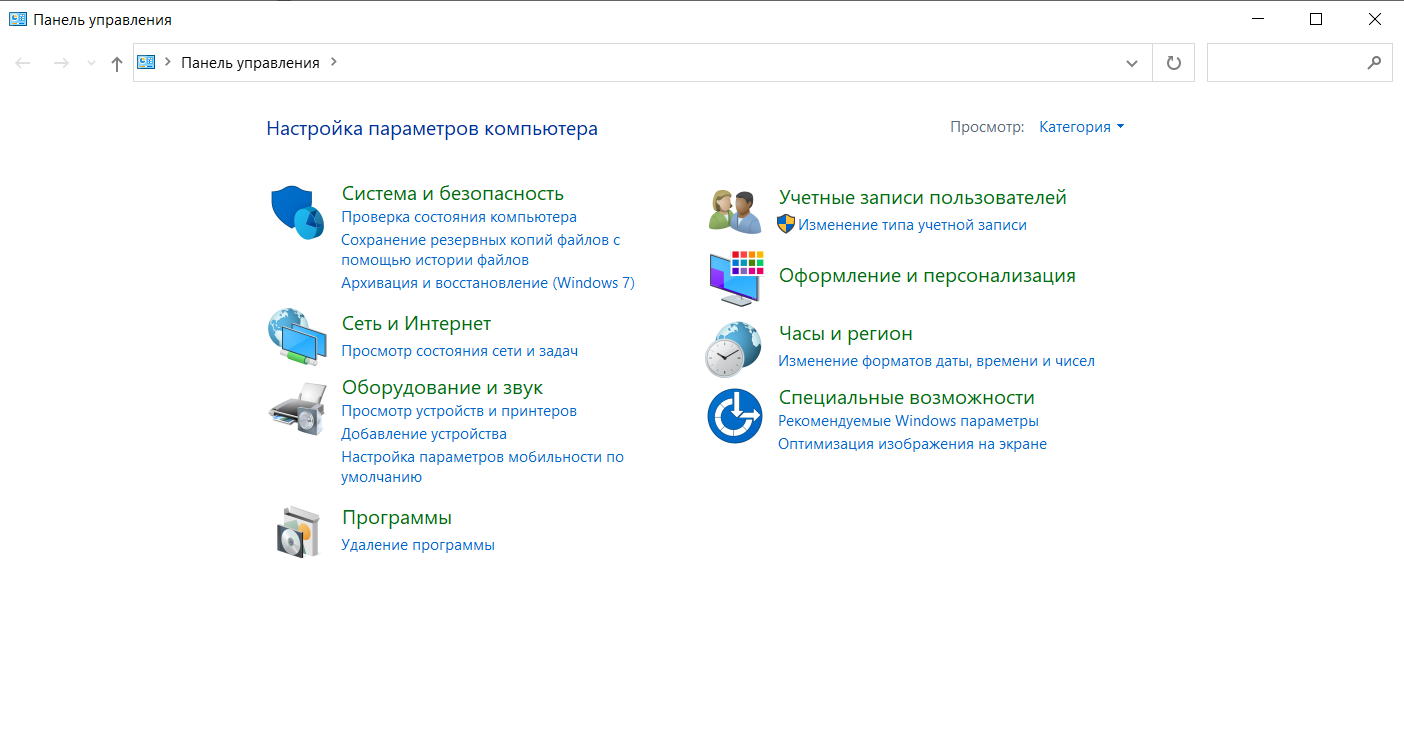 Панель управления
Панель управления
Настройка параметров компьютера
Просмотр: Категория
Система и безопасность
Проверка состояния компьютера
Сохранение резервных копий файлов с
помощью истории файлов
Архивация и восстановление (Windows 7)
Сеть и Интернет
Просмотр состояния сети и задач
Оборудование и звук
Просмотр устройств и принтеров
Добавление устройства
Настройка параметров мобильности по
умолчанию
Программы
Удаление программы
Учетные записи пользователей
Изменение типа учетной записи
Оформление и персонализация
Часы и регион
Изменение форматов даты, времени и чисел
Специальные возможности
Рекомендуемые Windows параметры
Оптимизация изображения на экране